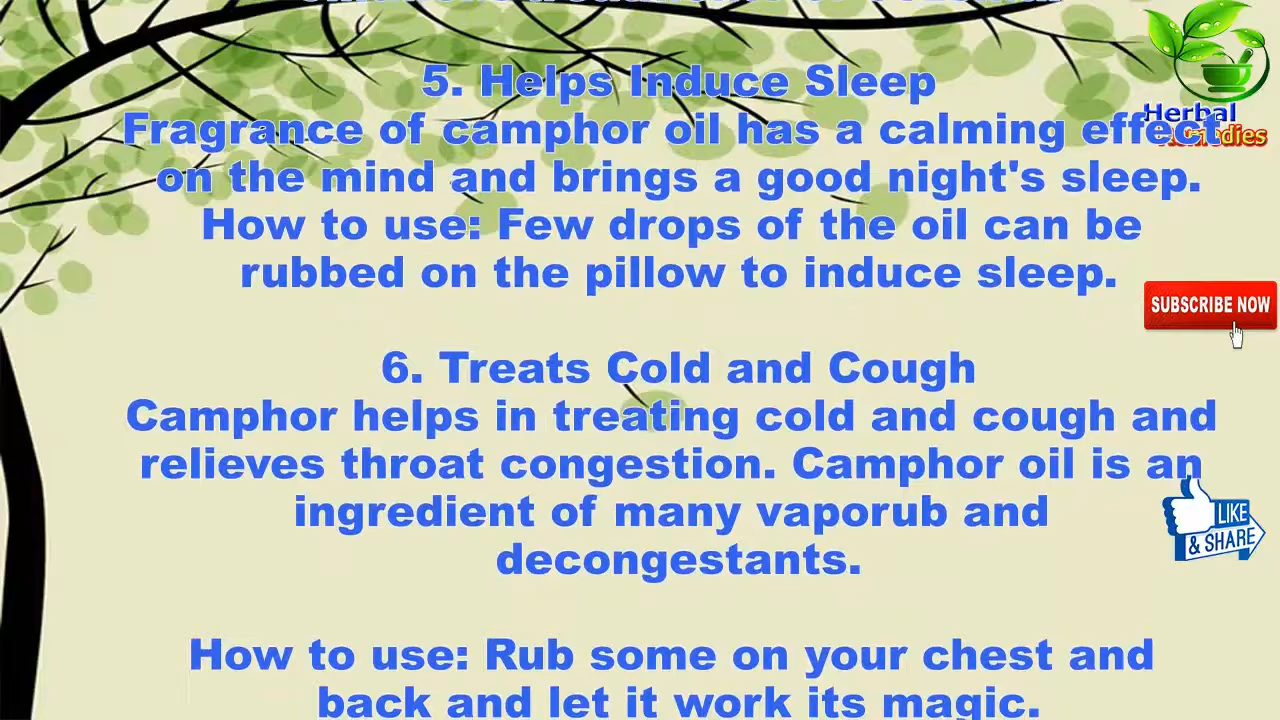 5. Helps Induce Sleep
Fragrance of camphor oil has a calming effect
on the mind and brings a good night's sleep.
How to use: Few drops of the oil can be
rubbed on the pillow to induce sleep.
6. Treats Cold and Cough
Camphor helps in treating cold and cough and
relieves throat congestion. Camphor oil is an
ingredient of many vaporub and
decongestants.
How to use: Rub some on your chest and
back and let it work its magic.
Herbal
Remedies
SUBSCRIBE NOW
LIKE
& SHARE